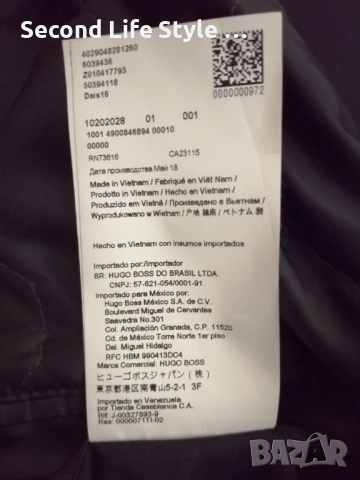 Second Life Style ...
4029048281260
6039436
Z010417793
50394118
Dais16
0000000972
10202028 01 001
1001 4900846894 00010
00000
RN73616 CA23115
Дата производства Май 18
Made in Vietnam / Fabriqué en Viêt Nam /
Prodotto in Vietnam / Hecho en Vietnam /
Produzido em Vietnã / Произведено в Вьетнам /
Wyprodukowano w Wietnam / 产地 越南 / ベトナム 製
Hecho en Vietnam con insumos importados
Importado por:/importador
BR: HUGO BOSS DO BRASIL LTDA.
CNPJ: 57-621-054/0001-91
Importado para México por:
Hugo Boss México S.A. de C.V.
Boulevard Miguel de Cervantes
Saavedra No.301
Col. Ampliación Granada, C.P. 11520
Cd. de México Torre Norte 1er piso
Del. Miguel Hidalgo
RFC HBM 990413DC4
Marca Comercial: HUGO BOSS
ヒューゴボスジャパン（株）
東京都港区南青山5-2-1 3F
Importado en Venezuela
por Tienda Casablanca C.A.
Rif: J-00327893-9
Res: 0000071TI-02
BAZAR